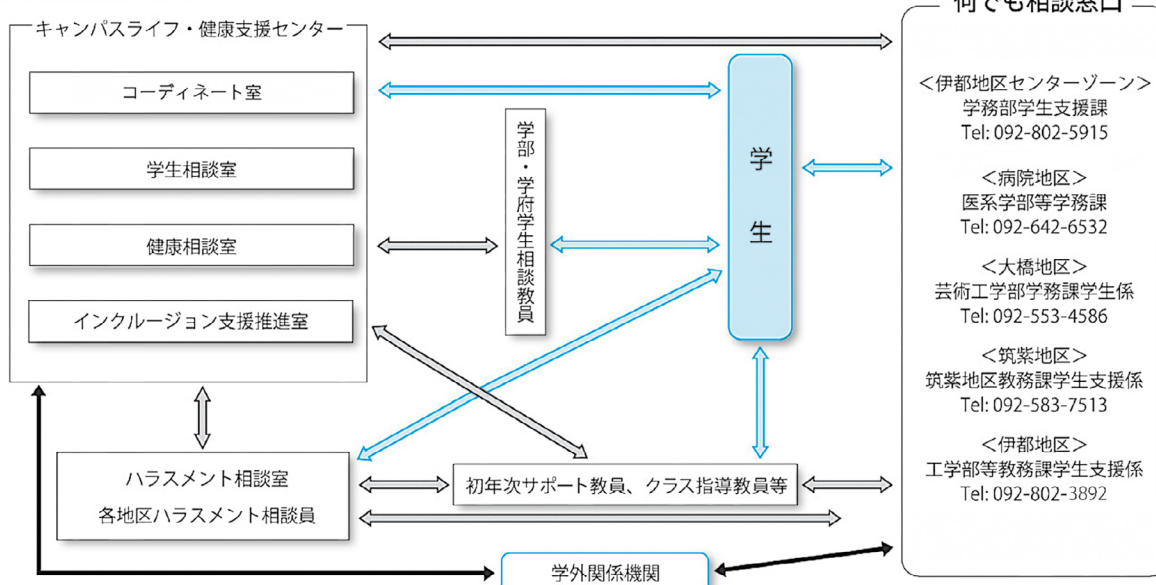 キャンパスライフ・健康支援センター
コーディネート室
学生相談室
健康相談室
インクルージョン支援推進室
学部・学府学生相談教員
学生
ハラスメント相談室
各地区ハラスメント相談員
初年次サポート教員、クラス指導教員等
学外関係機関
何でも相談窓口
＜伊都地区センターゾーン＞
学務部学生支援課
Tel: 092-802-5915
＜病院地区＞
医系学部等学務課
Tel: 092-642-6532
＜大橋地区＞
芸術工学部学務課学生係
Tel: 092-553-4586
＜筑紫地区＞
筑紫地区教務課学生支援係
Tel: 092-583-7513
＜伊都地区＞
工学部等教務課学生支援係
Tel: 092-802-3892